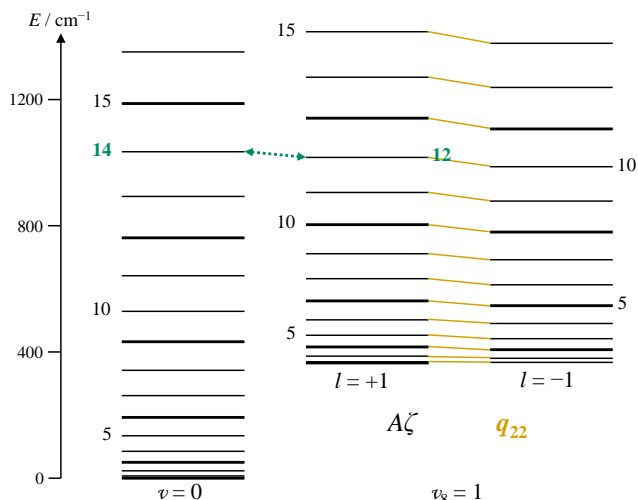 E / cm⁻¹
1200
800
400
0
15
14
10
5
v = 0
15
12
10
5
l = +1
10
5
l = −1
Aζ
q₂₂
v₈ = 1